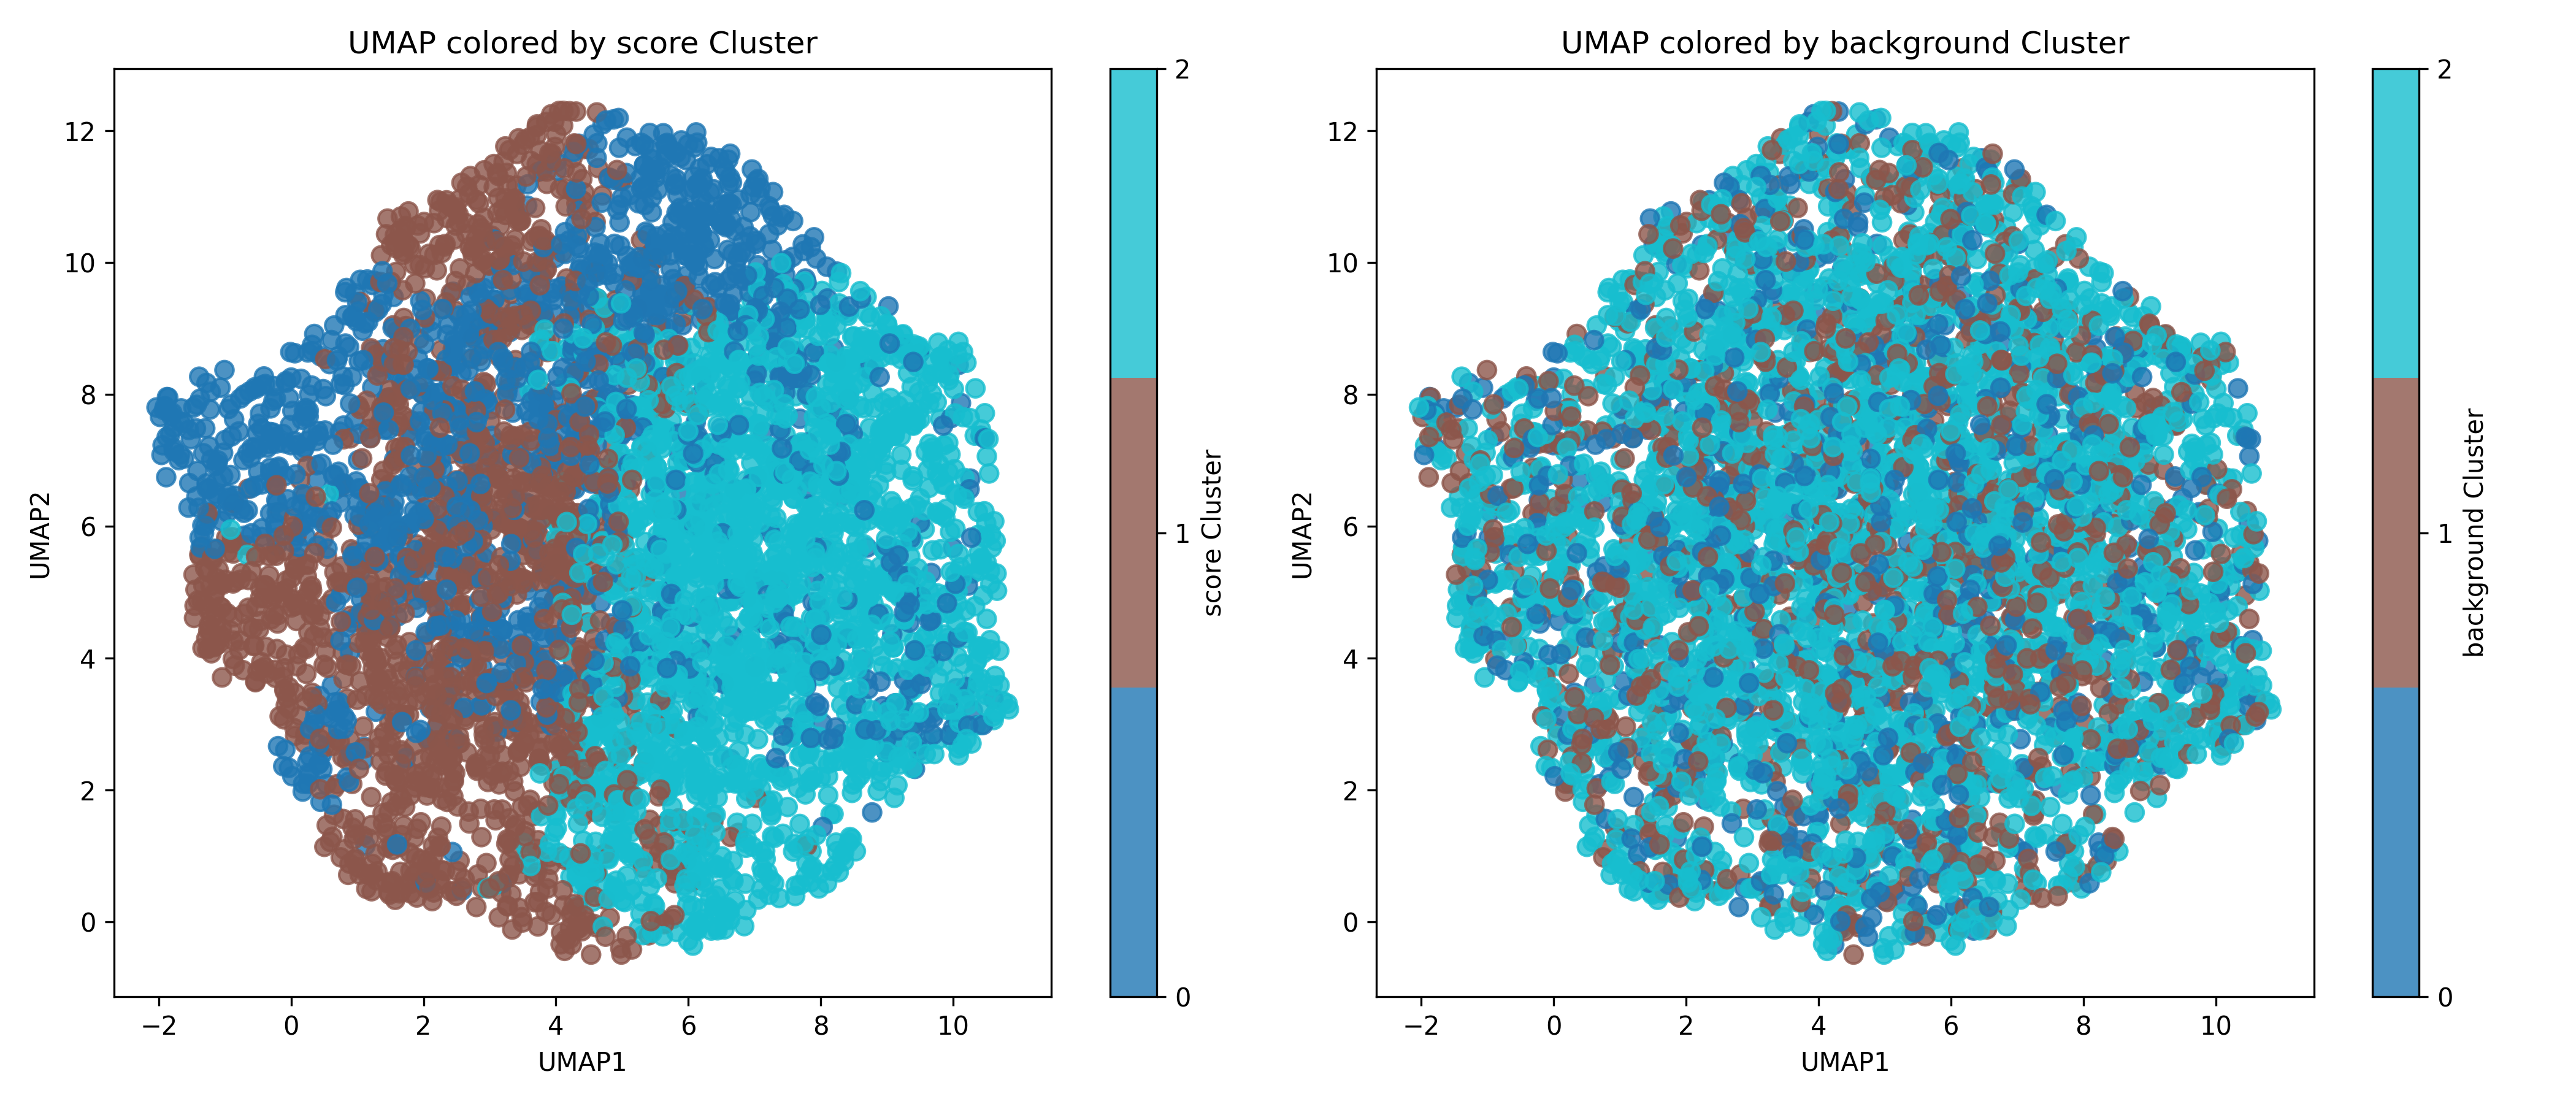 UMAP colored by score Cluster
12
10
8
6
4
2
0
UMAP2
−2 0 2 4 6 8 10
UMAP1
2
1
0
score Cluster
UMAP colored by background Cluster
12
10
8
6
4
2
0
UMAP2
−2 0 2 4 6 8 10
UMAP1
2
1
0
background Cluster